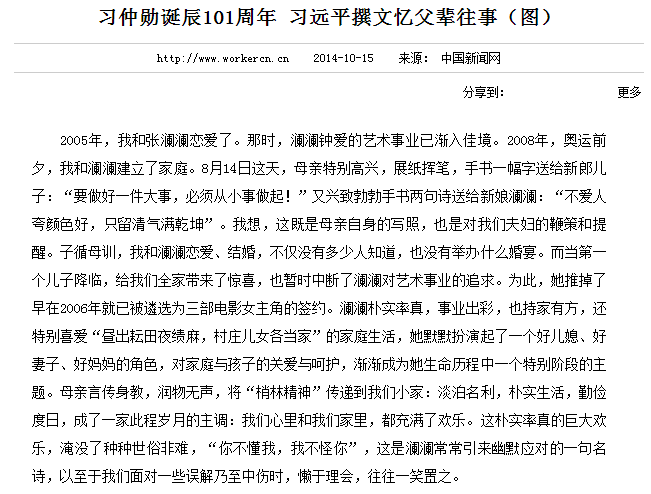 习仲勋诞辰101周年 习远平撰文忆父辈往事（图）
http://www.workercn.cn 2014-10-15 来源： 中国新闻网
分享到： 更多
2005年，我和张澜澜恋爱了。那时，澜澜钟爱的艺术事业已渐入佳境。2008年，奥运前
夕，我和澜澜建立了家庭。8月14日这天，母亲特别高兴，展纸挥笔，手书一幅字送给新郎儿
子：“要做好一件大事，必须从小事做起！”又兴致勃勃手书两句诗送给新娘澜澜：“不爱人
夸颜色好，只留清气满乾坤”。我想，这既是母亲自身的写照，也是对我们夫妇的鞭策和提
醒。子循母训，我和澜澜恋爱、结婚，不仅没有多少人知道，也没有举办什么婚宴。而当第一
个儿子降临，给我们全家带来了惊喜，也暂时中断了澜澜对艺术事业的追求。为此，她推掉了
早在2006年就已被遴选为三部电影女主角的签约。澜澜朴实率真，事业出彩，也持家有方，还
特别喜爱“昼出耘田夜绩麻，村庄儿女各当家”的家庭生活，她默默扮演起了一个好儿媳、好
妻子、好妈妈的角色，对家庭与孩子的关爱与呵护，渐渐成为她生命历程中一个特别阶段的主
题。母亲言传身教，润物无声，将“梢林精神”传递到我们小家：淡泊名利，朴实生活，勤俭
度日，成了一家此程岁月的主调：我们心里和我们家里，都充满了欢乐。这朴实率真的巨大欢
乐，淹没了种种世俗非难，“你不懂我，我不怪你”，这是澜澜常常引来幽默应对的一句名
诗，以至于我们面对一些误解乃至中伤时，懒于理会，往往一笑置之。